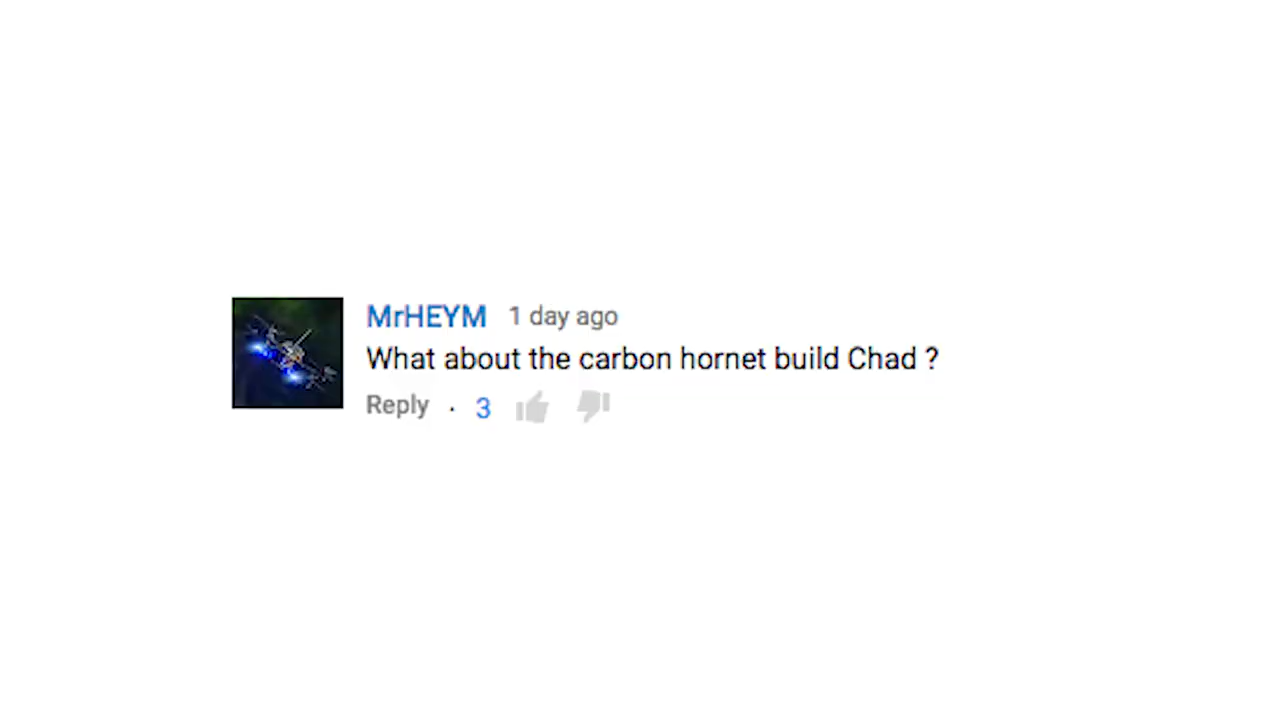 MrHEYM 1 day ago
What about the carbon hornet build Chad ?
Reply · 3